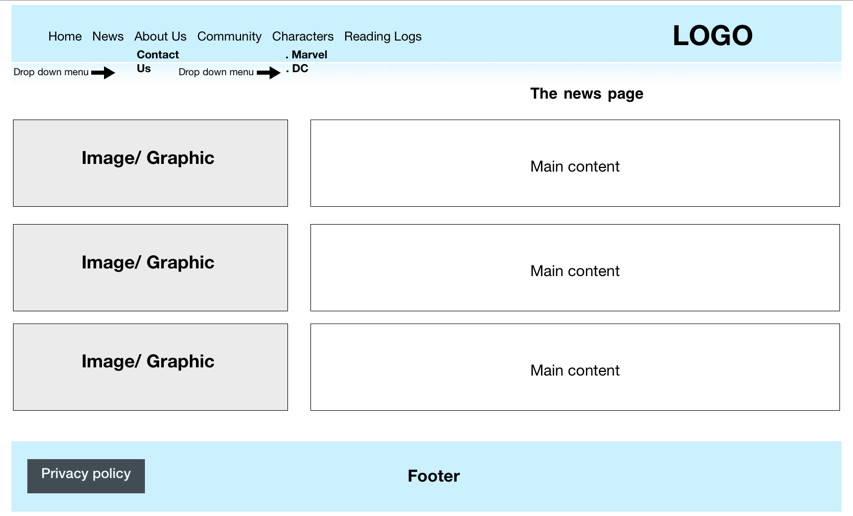 Home News About Us Community Characters Reading Logs
LOGO
Contact
Us
. Marvel
. DC
Drop down menu
Drop down menu
The news page
Image/ Graphic
Main content
Image/ Graphic
Main content
Image/ Graphic
Main content
Privacy policy
Footer